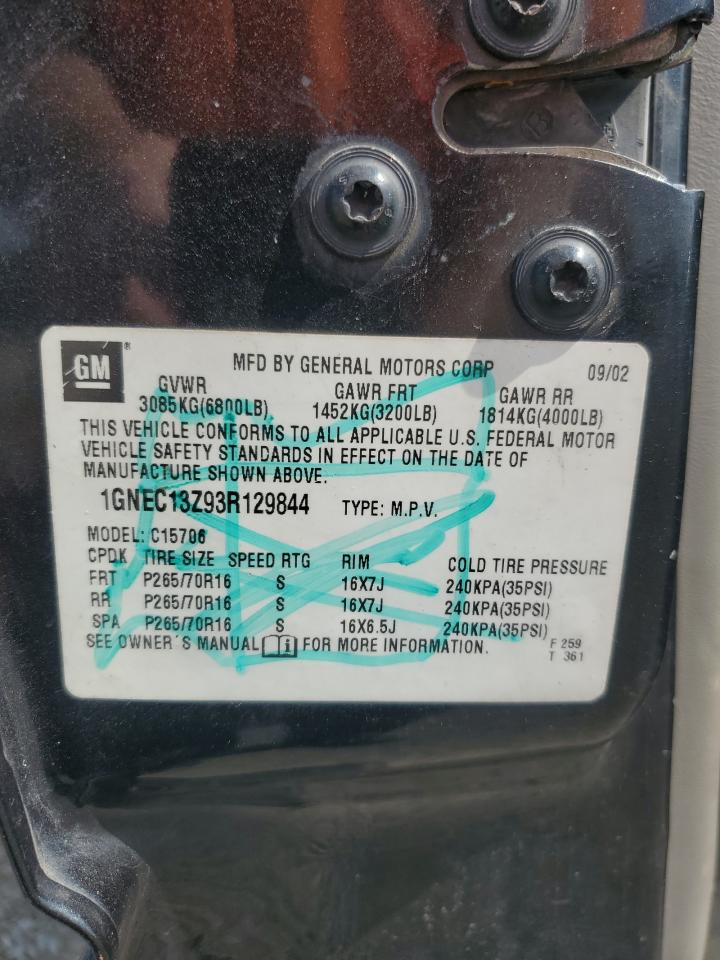 GM®
MFD BY GENERAL MOTORS CORP 09/02
GVWR GAWR FRT GAWR RR
3085KG(6800LB) 1452KG(3200LB) 1814KG(4000LB)
THIS VEHICLE CONFORMS TO ALL APPLICABLE U.S. FEDERAL MOTOR
VEHICLE SAFETY STANDARDS IN EFFECT ON THE DATE OF
MANUFACTURE SHOWN ABOVE.
1GNEC13Z93R129844 TYPE: M.P.V.
MODEL: C15706
CPDK TIRE SIZE SPEED RTG RIM COLD TIRE PRESSURE
FRT P265/70R16 S 16X7J 240KPA(35PSI)
RR P265/70R16 S 16X7J 240KPA(35PSI)
SPA P265/70R16 S 16X6.5J 240KPA(35PSI)
SEE OWNER'S MANUAL FOR MORE INFORMATION. F 259
T 361